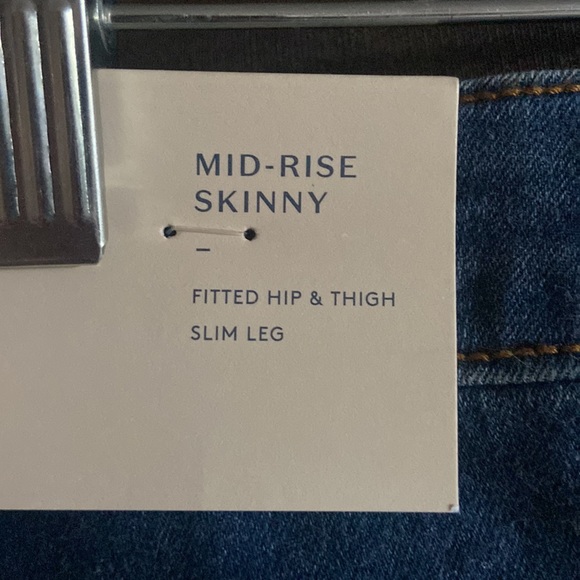 MID-RISE
SKINNY
–
FITTED HIP & THIGH
SLIM LEG